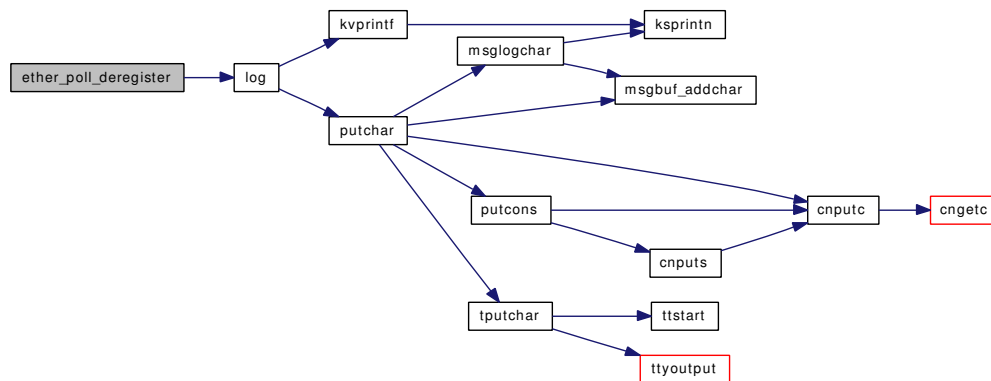 kvprintf
ksprintn
msglogchar
ether_poll_deregister
log
msgbuf_addchar
putchar
putcons
cnputc
cngetc
cnputs
tputchar
ttstart
ttyoutput